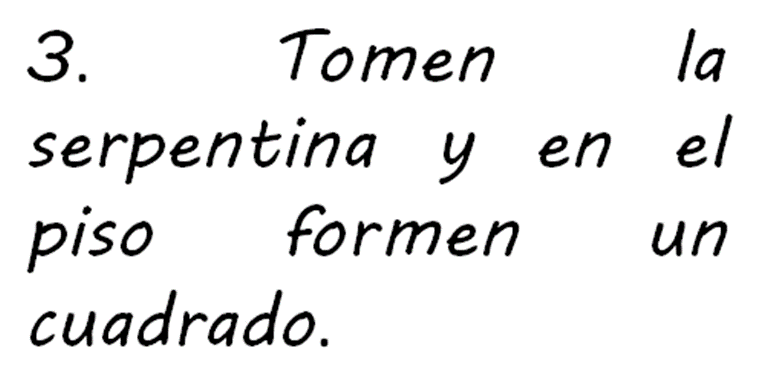 3. Tomen la
serpentina y en el
piso formen un
cuadrado.